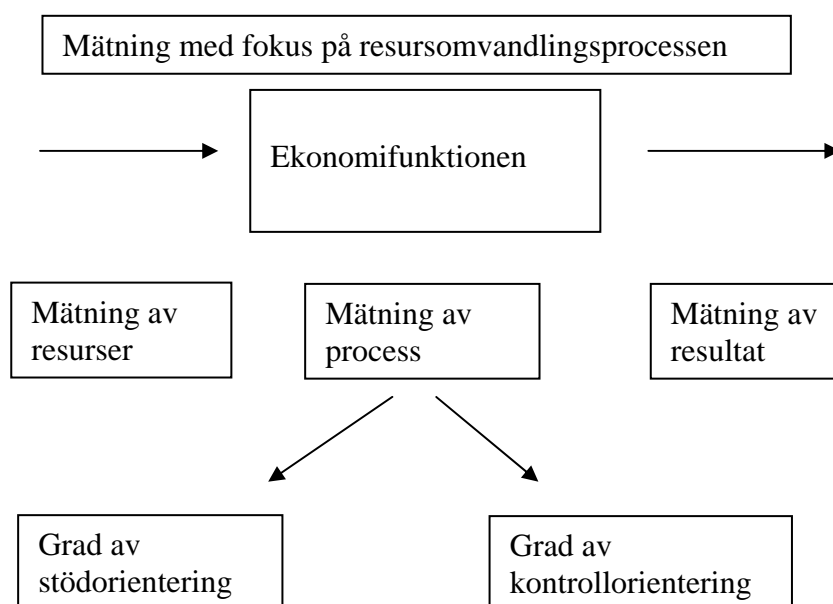 Mätning med fokus på resursomvandlingsprocessen
Ekonomifunktionen
Mätning av
resurser
Mätning av
process
Mätning av
resultat
Grad av
stödorientering
Grad av
kontrollorientering